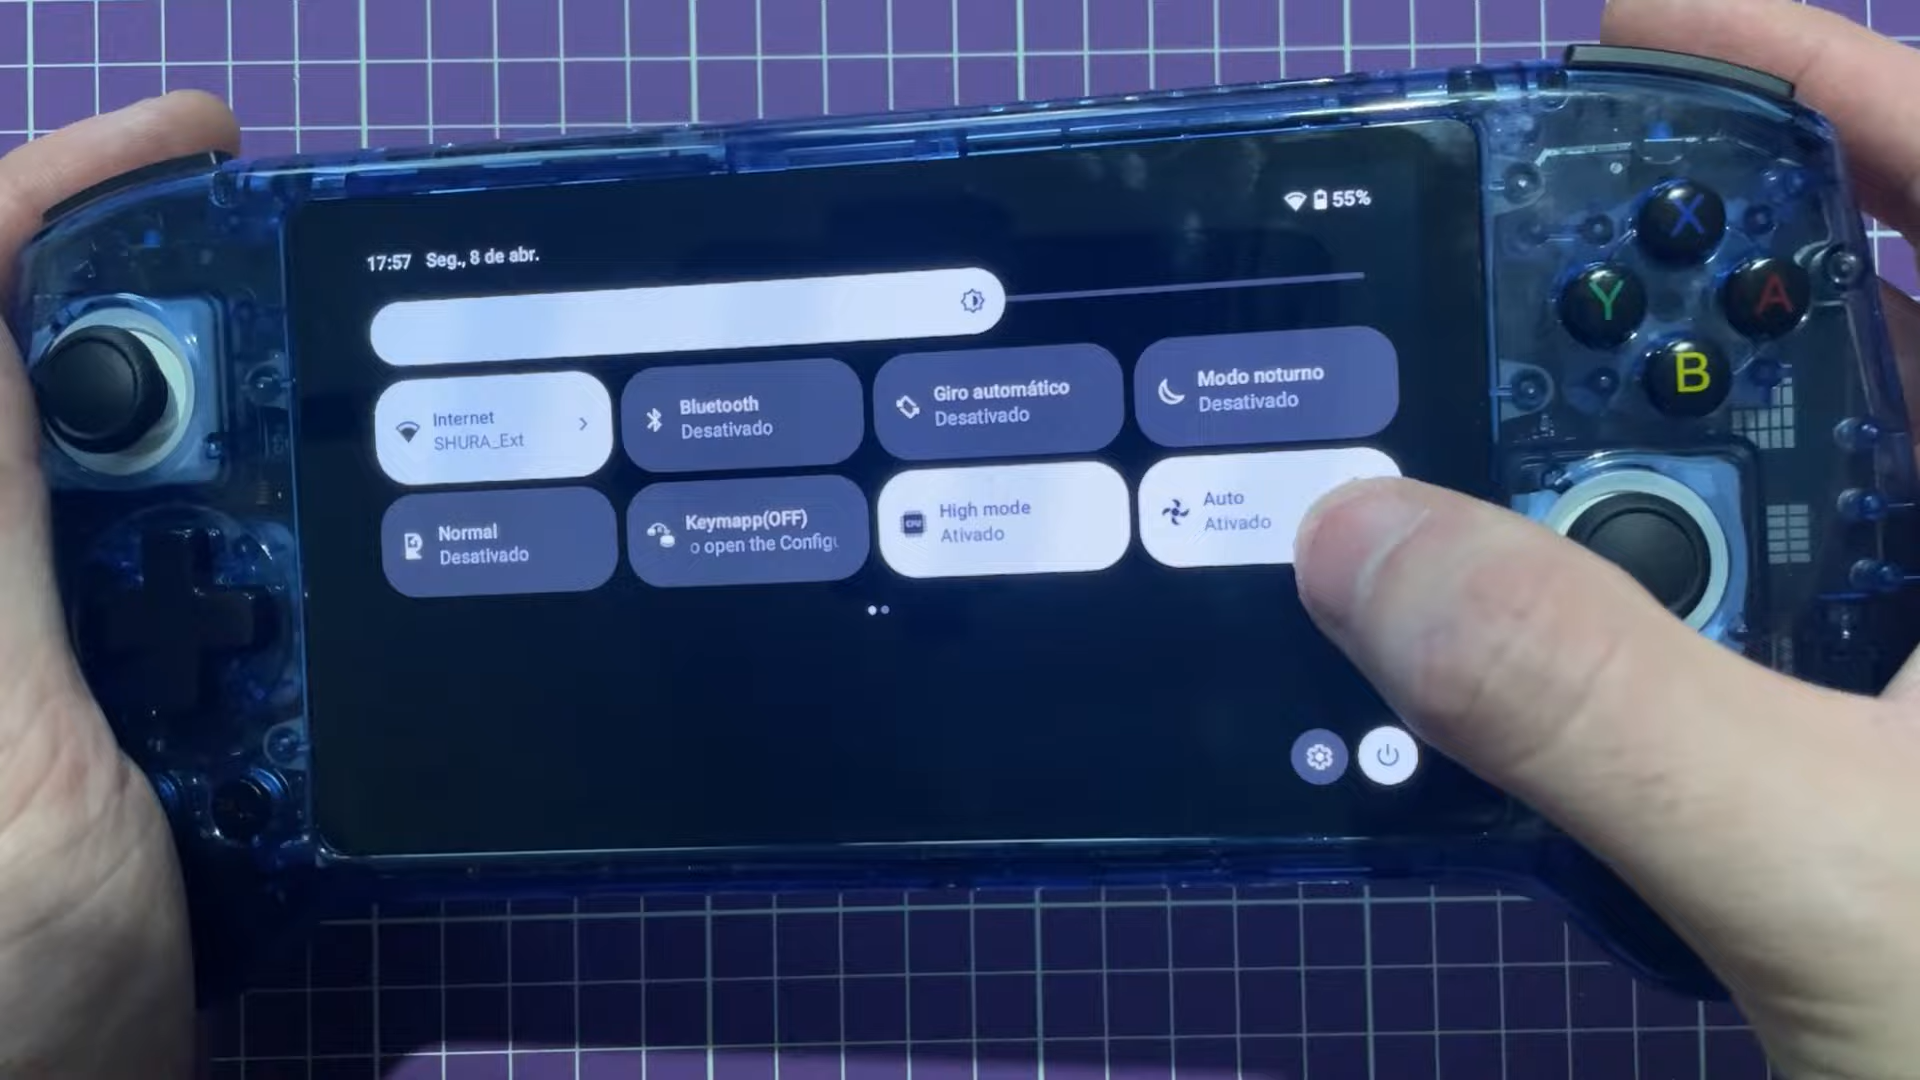 55%
17:57 Seg., 8 de abr.
Internet
SHURA_Ext
Bluetooth
Desativado
Giro automático
Desativado
Modo noturno
Desativado
Normal
Desativado
Keymapp(OFF)
o open the Config
CPU
High mode
Ativado
Auto
Ativado
X
Y
A
B